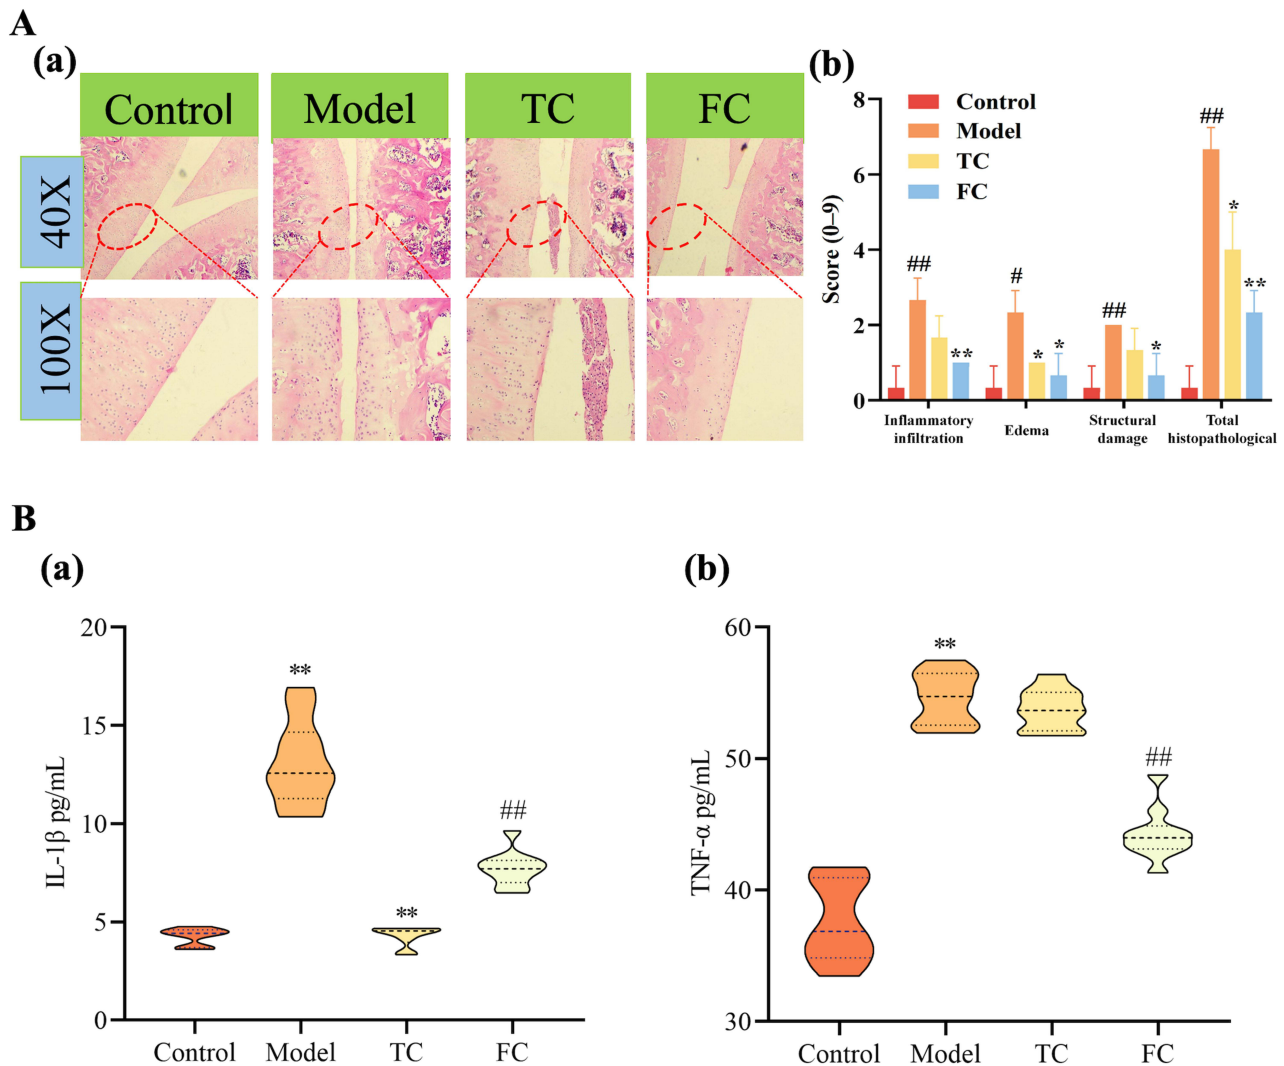 A
(a)
Control
Model
TC
FC
40X
100X
(b)
Score (0–9)
8
6
4
2
0
Control
Model
TC
FC
##
**
#
*
*
##
*
##
*
**
Inflammatory
infiltration
Edema
Structural
damage
Total
histopathological
B
(a)
IL-1β pg/mL
20
15
10
5
0
**
**
##
Control
Model
TC
FC
(b)
TNF-α pg/mL
60
50
40
30
**
##
Control
Model
TC
FC